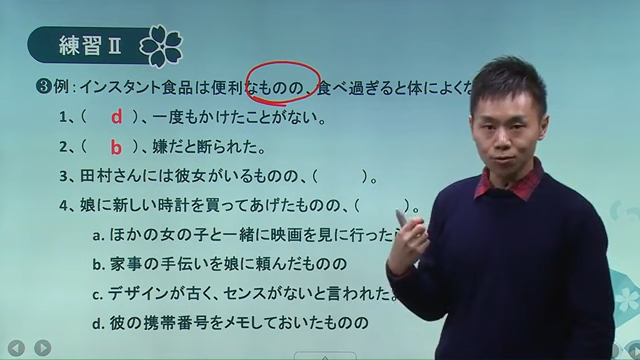 練習Ⅱ
❸例：インスタント食品は便利なものの、食べ過ぎると体によくな
1、（ d ）、一度もかけたことがない。
2、（ b ）、嫌だと断られた。
3、田村さんには彼女がいるものの、（ ）。
4、娘に新しい時計を買ってあげたものの、（ ）。
a. ほかの女の子と一緒に映画を見に行った
b. 家事の手伝いを娘に頼んだものの
c. デザインが古く、センスがないと言われた。
d. 彼の携帯番号をメモしておいたものの